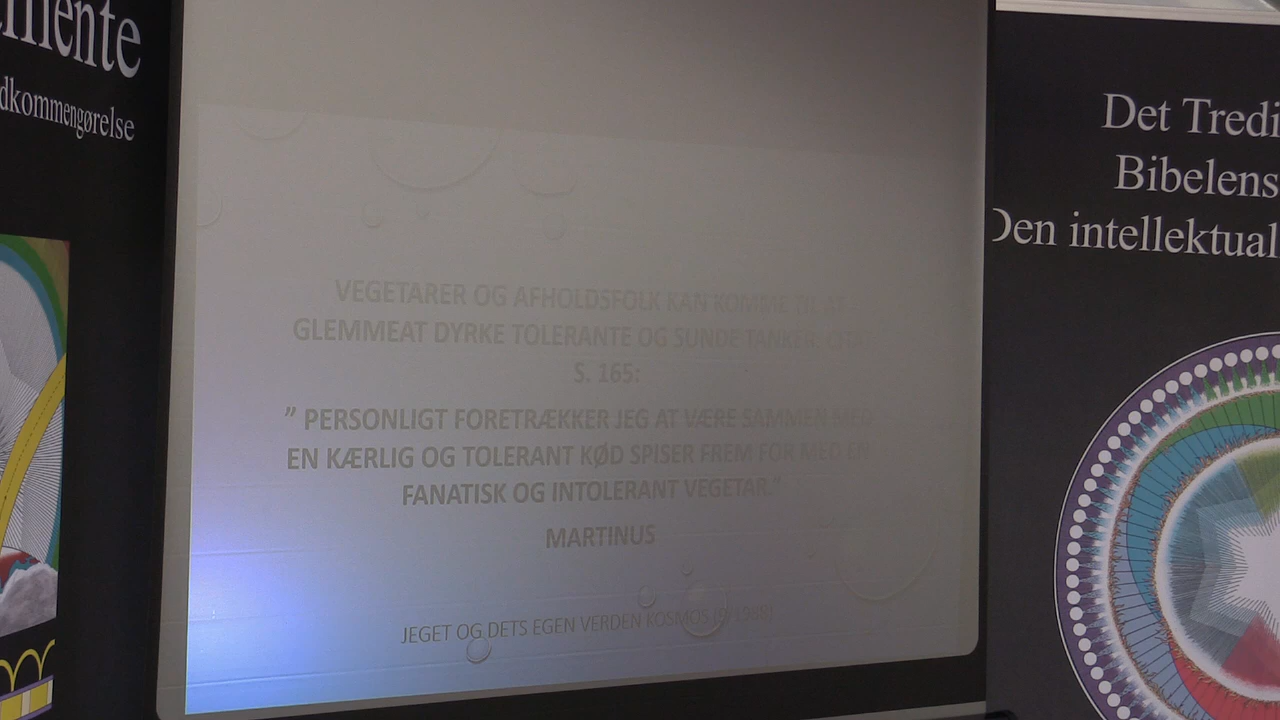 mente
dkommengørelse
VEGETARER OG AFHOLDSFOLK KAN KOMME TIL AT
GLEMMEAT DYRKE TOLERANTE OG SUNDE TANKER. CITAT
S. 165:
” PERSONLIGT FORETRÆKKER JEG AT VÆRE SAMMEN MED
EN KÆRLIG OG TOLERANT KØD SPISER FREM FOR MED EN
FANATISK OG INTOLERANT VEGETAR.”
MARTINUS
JEGET OG DETS EGEN VERDEN KOSMOS
Det Tredi
Bibelens
Den intellektual